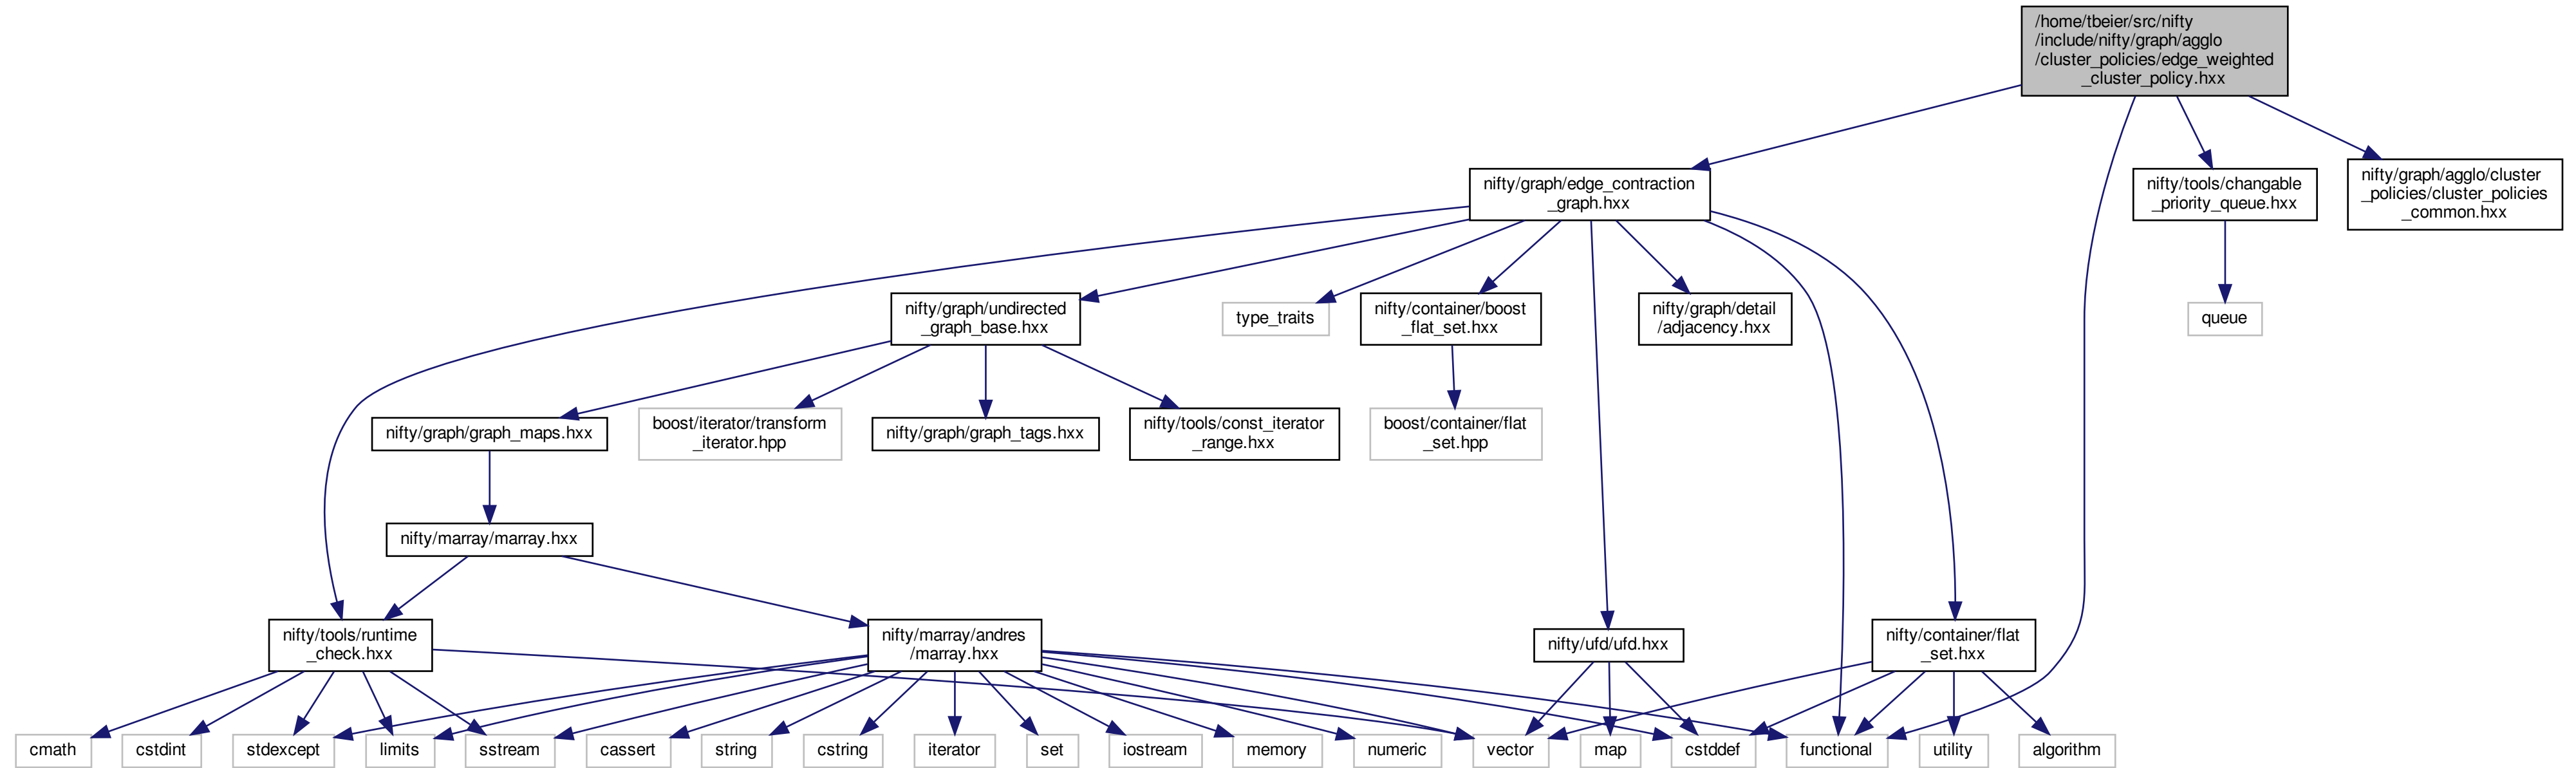 /home/tbeier/src/nifty
/include/nifty/graph/agglo
/cluster_policies/edge_weighted
_cluster_policy.hxx
nifty/graph/edge_contraction
_graph.hxx
nifty/tools/changable
_priority_queue.hxx
nifty/graph/agglo/cluster
_policies/cluster_policies
_common.hxx
nifty/graph/undirected
_graph_base.hxx
type_traits
nifty/container/boost
_flat_set.hxx
nifty/graph/detail
/adjacency.hxx
queue
nifty/graph/graph_maps.hxx
boost/iterator/transform
_iterator.hpp
nifty/graph/graph_tags.hxx
nifty/tools/const_iterator
_range.hxx
boost/container/flat
_set.hpp
nifty/marray/marray.hxx
nifty/tools/runtime
_check.hxx
nifty/marray/andres
/marray.hxx
nifty/ufd/ufd.hxx
nifty/container/flat
_set.hxx
cmath
cstdint
stdexcept
limits
sstream
cassert
string
cstring
iterator
set
iostream
memory
numeric
vector
map
cstddef
functional
utility
algorithm